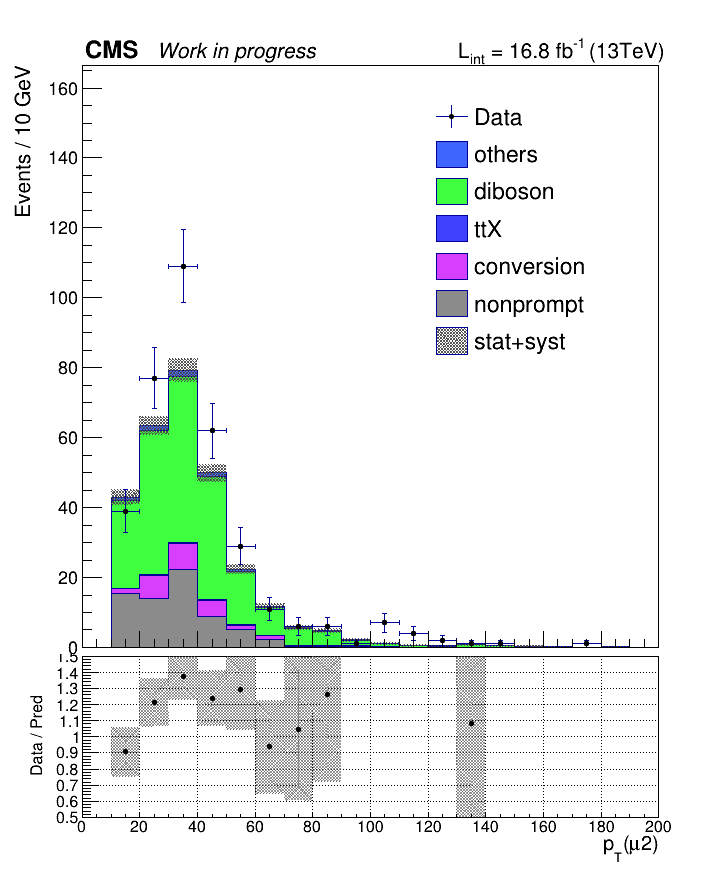 CMS Work in progress L_int = 16.8 fb^-1 (13TeV)
Events / 10 GeV
160
140
120
100
80
60
40
20
0
Data
others
diboson
ttX
conversion
nonprompt
stat+syst
Data / Pred
1.5
1.4
1.3
1.2
1.1
1
0.9
0.8
0.7
0.6
0.5
0 20 40 60 80 100 120 140 160 180 200
p_T(μ2)